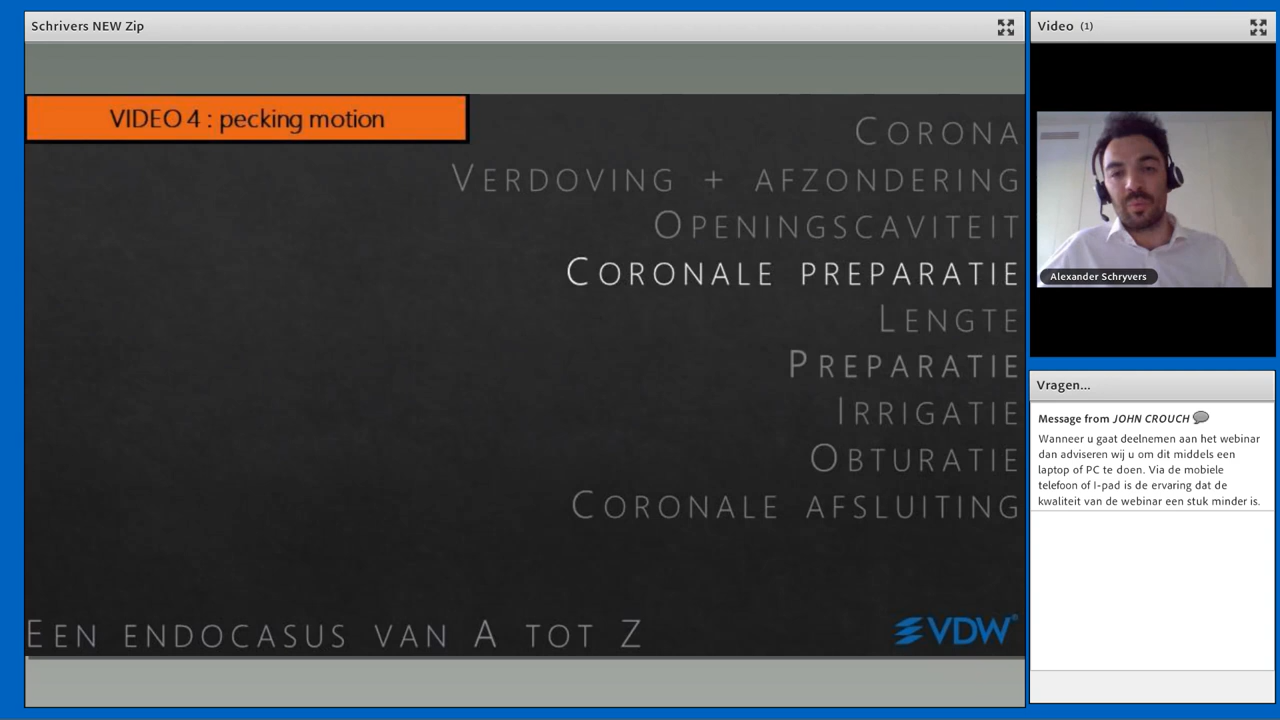 Schrivers NEW Zip
VIDEO 4 : pecking motion
CORONA
VERDOVING + AFZONDERING
OPENINGSCAVITEIT
CORONALE PREPARATIE
LENGTE
PREPARATIE
IRRIGATIE
OBTURATIE
CORONALE AFSLUITING
EEN ENDOCASUS VAN A TOT Z
VDW®
Video (1)
Alexander Schryvers
Vragen...
Message from JOHN CROUCH
Wanneer u gaat deelnemen aan het webinar
dan adviseren wij u om dit middels een
laptop of PC te doen. Via de mobiele
telefoon of I-pad is de ervaring dat de
kwaliteit van de webinar een stuk minder is.